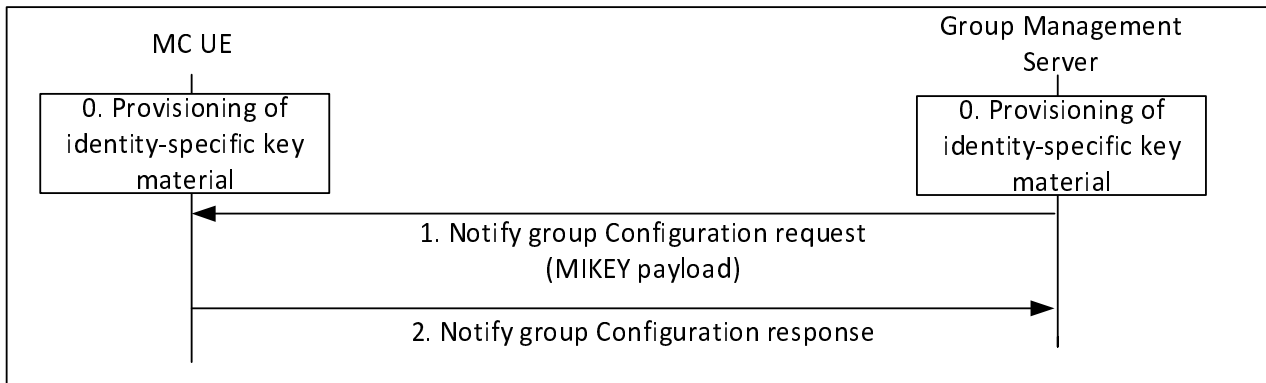 MC UE
Group Management
Server
0. Provisioning of
identity-specific key
material
0. Provisioning of
identity-specific key
material
1. Notify group Configuration request
(MIKEY payload)
2. Notify group Configuration response